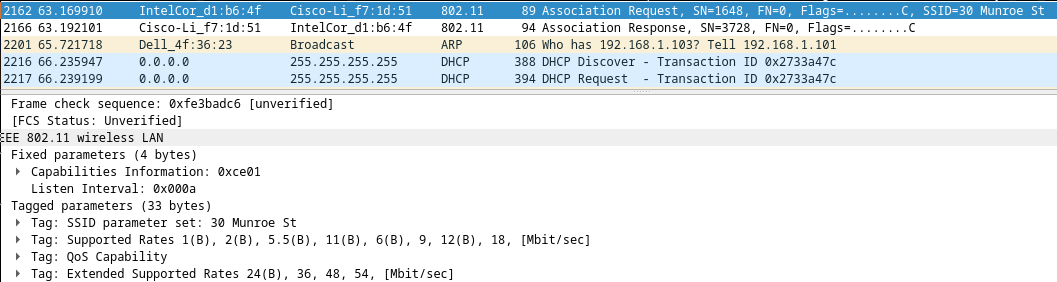 2162 63.169910 IntelCor_d1:b6:4f Cisco-Li_f7:1d:51 802.11 89 Association Request, SN=1648, FN=0, Flags=........C, SSID=30 Munroe St
2166 63.192101 Cisco-Li_f7:1d:51 IntelCor_d1:b6:4f 802.11 94 Association Response, SN=3728, FN=0, Flags=........C
2201 65.721718 Dell_4f:36:23 Broadcast ARP 106 Who has 192.168.1.103? Tell 192.168.1.101
2216 66.235947 0.0.0.0 255.255.255.255 DHCP 388 DHCP Discover - Transaction ID 0x2733a47c
2217 66.239199 0.0.0.0 255.255.255.255 DHCP 394 DHCP Request  - Transaction ID 0x2733a47c
Frame check sequence: 0xfe3badc6 [unverified]
[FCS Status: Unverified]
EEE 802.11 wireless LAN
Fixed parameters (4 bytes)
Capabilities Information: 0xce01
Listen Interval: 0x000a
Tagged parameters (33 bytes)
Tag: SSID parameter set: 30 Munroe St
Tag: Supported Rates 1(B), 2(B), 5.5(B), 11(B), 6(B), 9, 12(B), 18, [Mbit/sec]
Tag: QoS Capability
Tag: Extended Supported Rates 24(B), 36, 48, 54, [Mbit/sec]